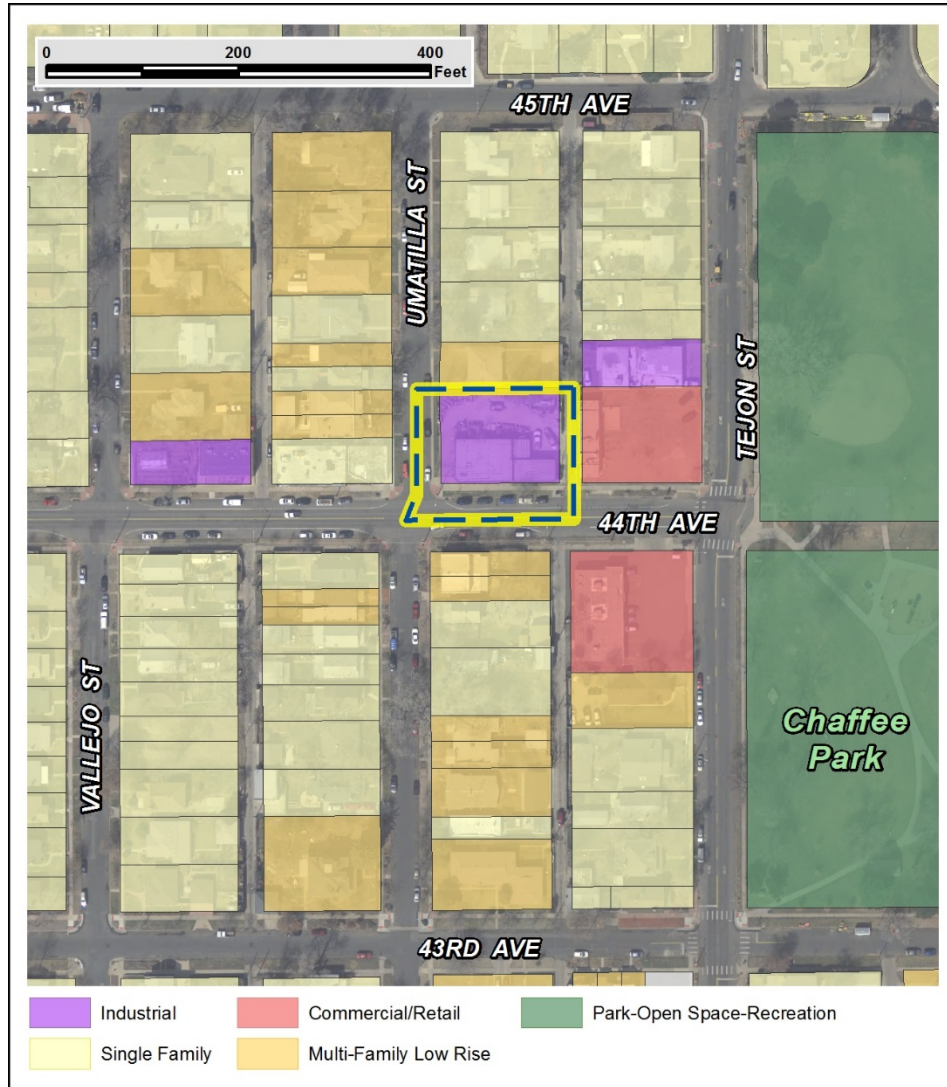 0 200 400
Feet
45TH AVE
UMATILLA ST
TEJON ST
44TH AVE
VALLEJO ST
Chaffee
Park
43RD AVE
Industrial
Commercial/Retail
Park-Open Space-Recreation
Single Family
Multi-Family Low Rise